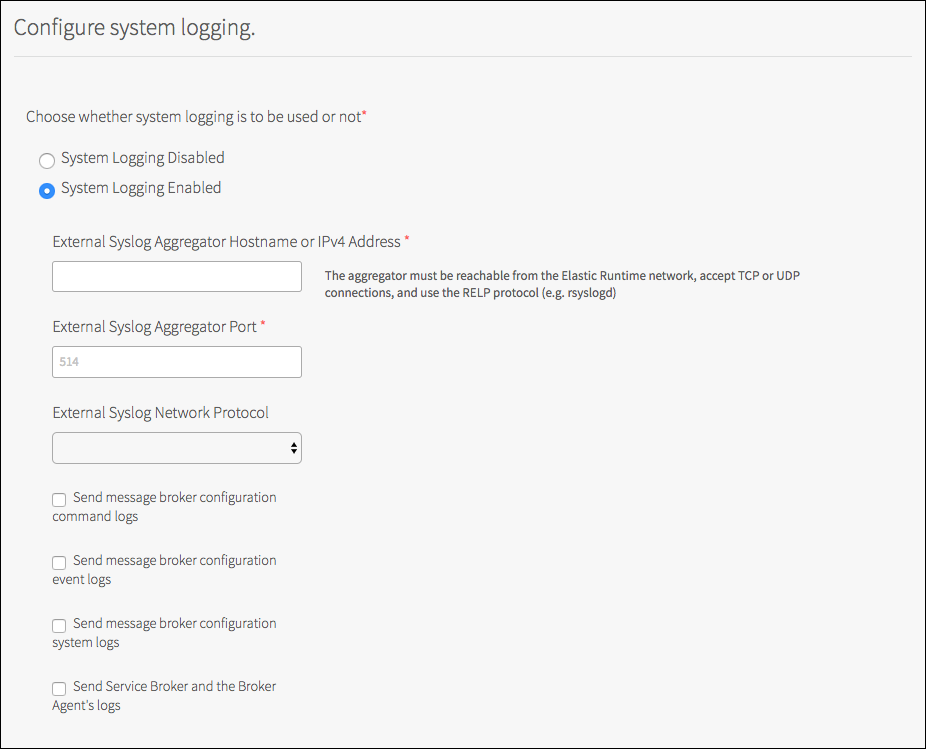 Configure system logging.
Choose whether system logging is to be used or not*
System Logging Disabled
System Logging Enabled
External Syslog Aggregator Hostname or IPv4 Address *
The aggregator must be reachable from the Elastic Runtime network, accept TCP or UDP
connections, and use the RELP protocol (e.g. rsyslogd)
External Syslog Aggregator Port *
514
External Syslog Network Protocol
Send message broker configuration
command logs
Send message broker configuration
event logs
Send message broker configuration
system logs
Send Service Broker and the Broker
Agent's logs